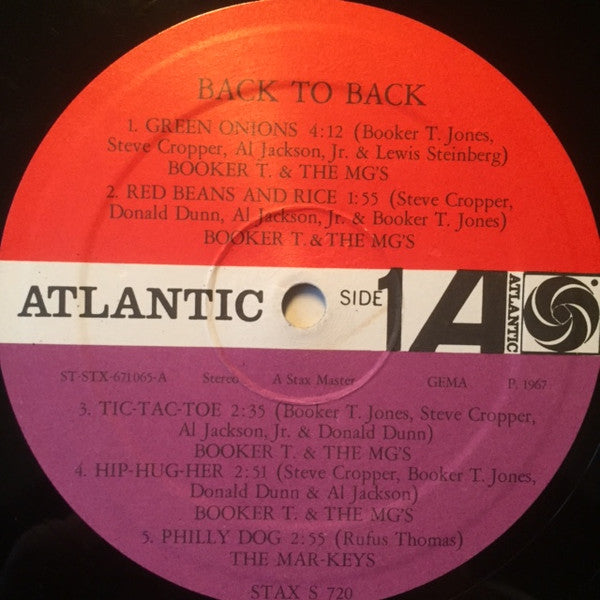 BACK TO BACK
1. GREEN ONIONS 4:12 (Booker T. Jones,
Steve Cropper, Al Jackson, Jr. & Lewis Steinberg)
BOOKER T. & THE MG'S
2. RED BEANS AND RICE 1:55 (Steve Cropper,
Donald Dunn, Al Jackson, Jr. & Booker T. Jones)
BOOKER T. & THE MG'S
ATLANTIC SIDE 1 A ATLANTIC
ST-STX-671065-A Stereo A Stax Master GEMA P, 1967
3. TIC-TAC-TOE 2:35 (Booker T. Jones, Steve Cropper,
Al Jackson, Jr. & Donald Dunn)
BOOKER T. & THE MG'S
4. HIP-HUG-HER 2:51 (Steve Cropper, Booker T. Jones,
Donald Dunn & Al Jackson)
BOOKER T. & THE MG'S
5. PHILLY DOG 2:55 (Rufus Thomas)
THE MAR-KEYS
STAX S 720